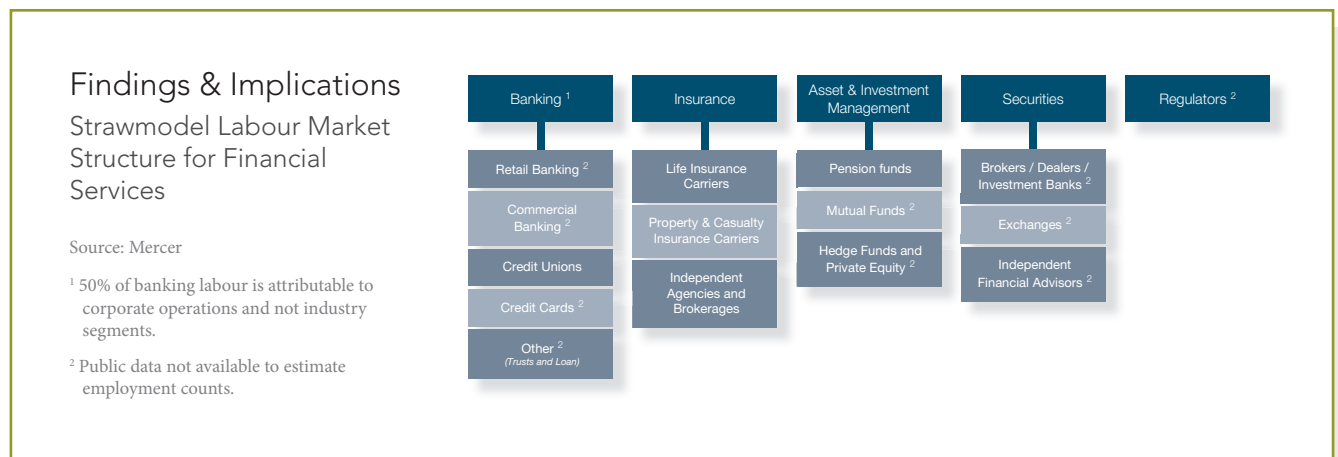 Findings & Implications
Strawmodel Labour Market
Structure for Financial
Services
Source: Mercer
¹ 50% of banking labour is attributable to
corporate operations and not industry
segments.
² Public data not available to estimate
employment counts.
Banking ¹
Retail Banking ²
Commercial
Banking ²
Credit Unions
Credit Cards ²
Other ²
(Trusts and Loan)
Insurance
Life Insurance
Carriers
Property & Casualty
Insurance Carriers
Independent
Agencies and
Brokerages
Asset & Investment
Management
Pension funds
Mutual Funds ²
Hedge Funds and
Private Equity ²
Securities
Brokers / Dealers /
Investment Banks ²
Exchanges ²
Independent
Financial Advisors ²
Regulators ²